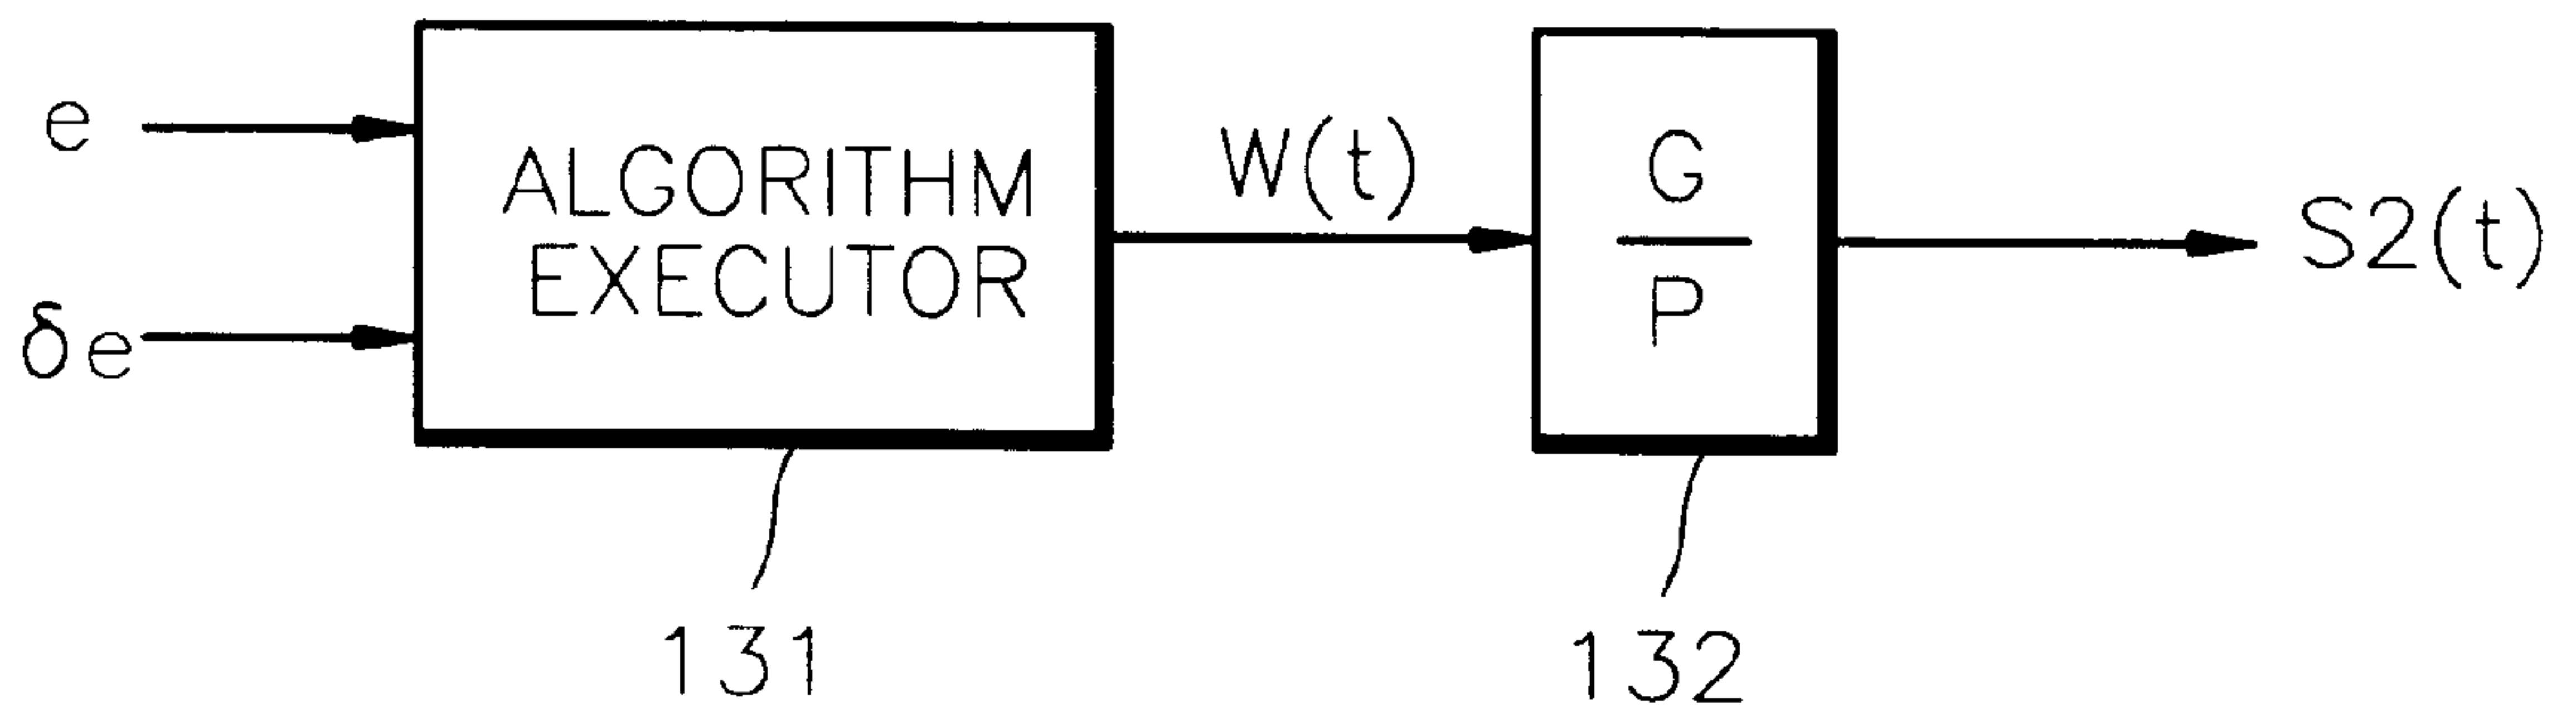 e
δe
ALGORITHM
EXECUTOR
W(t)
G
P
S2(t)
131
132